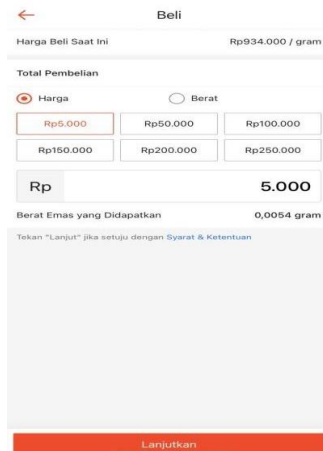 Beli
Harga Beli Saat Ini Rp934.000 / gram
Total Pembelian
Harga Berat
Rp5.000 Rp50.000 Rp100.000
Rp150.000 Rp200.000 Rp250.000
Rp 5.000
Berat Emas yang Didapatkan 0,0054 gram
Tekan "Lanjut" jika setuju dengan Syarat & Ketentuan
Lanjutkan